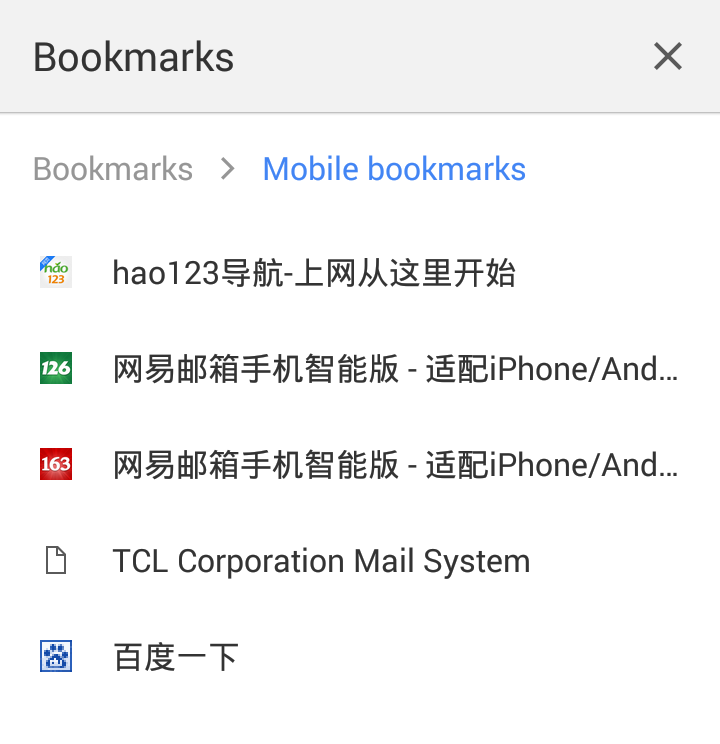 Bookmarks
Bookmarks > Mobile bookmarks
hao123 hao123导航-上网从这里开始
126 网易邮箱手机智能版 - 适配iPhone/And...
163 网易邮箱手机智能版 - 适配iPhone/And...
TCL Corporation Mail System
百度一下